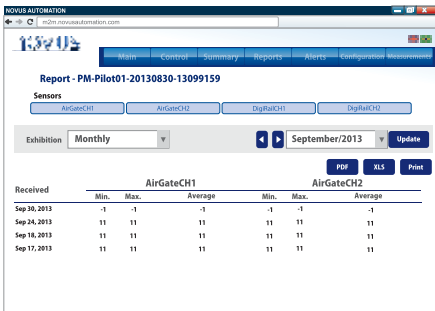 NOVUS AUTOMATION
m2m.novusautomation.com
novus
Main Control Summary Reports Alerts Configuration Measurements
Report - PM-Pilot01-20130830-13099159
Sensors
AirGateCH1 AirGateCH2 DigiRailCH1 DigiRailCH2
Exhibition Monthly September/2013 Update
PDF XLS Print
Received AirGateCH1 AirGateCH2
Min. Max. Average Min. Max. Average
Sep 30, 2013 -1 -1 -1 -1 -1 -1
Sep 24, 2013 11 11 11 11 11 11
Sep 18, 2013 11 11 11 11 11 11
Sep 17, 2013 11 11 11 11 11 11